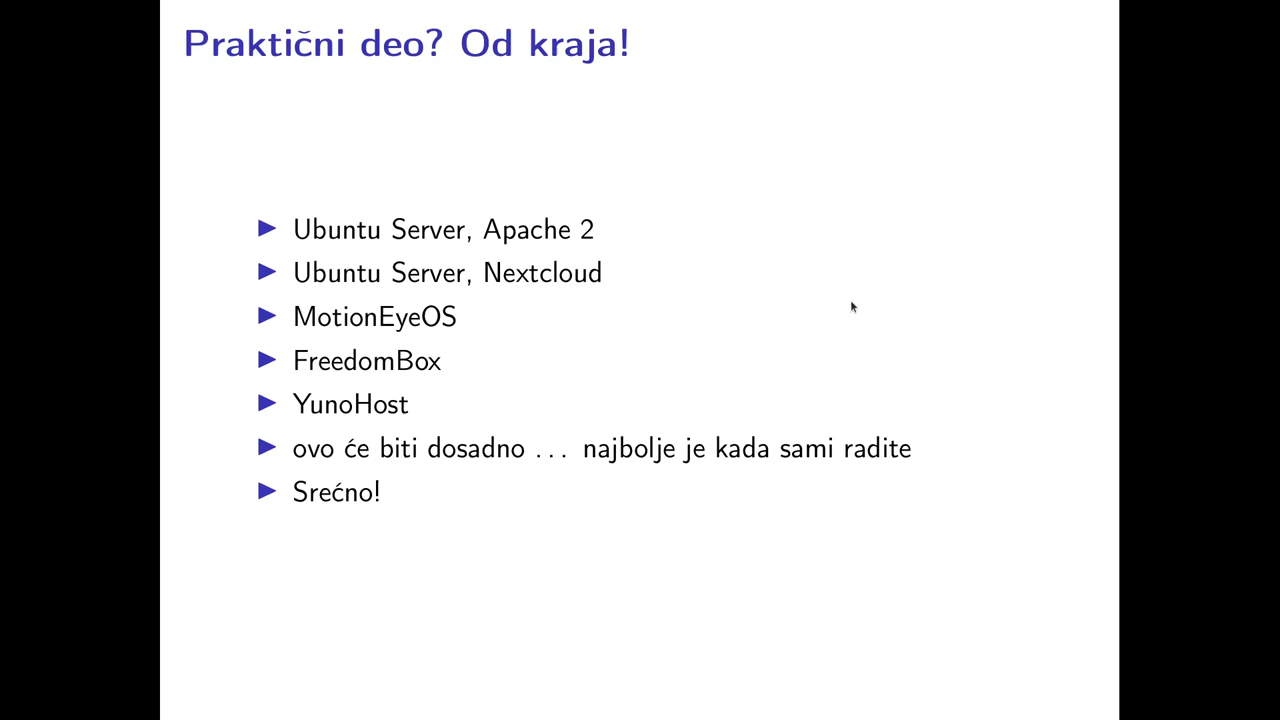 Praktični deo? Od kraja!
Ubuntu Server, Apache 2
Ubuntu Server, Nextcloud
MotionEyeOS
FreedomBox
YunoHost
ovo će biti dosadno ... najbolje je kada sami radite
Srećno!